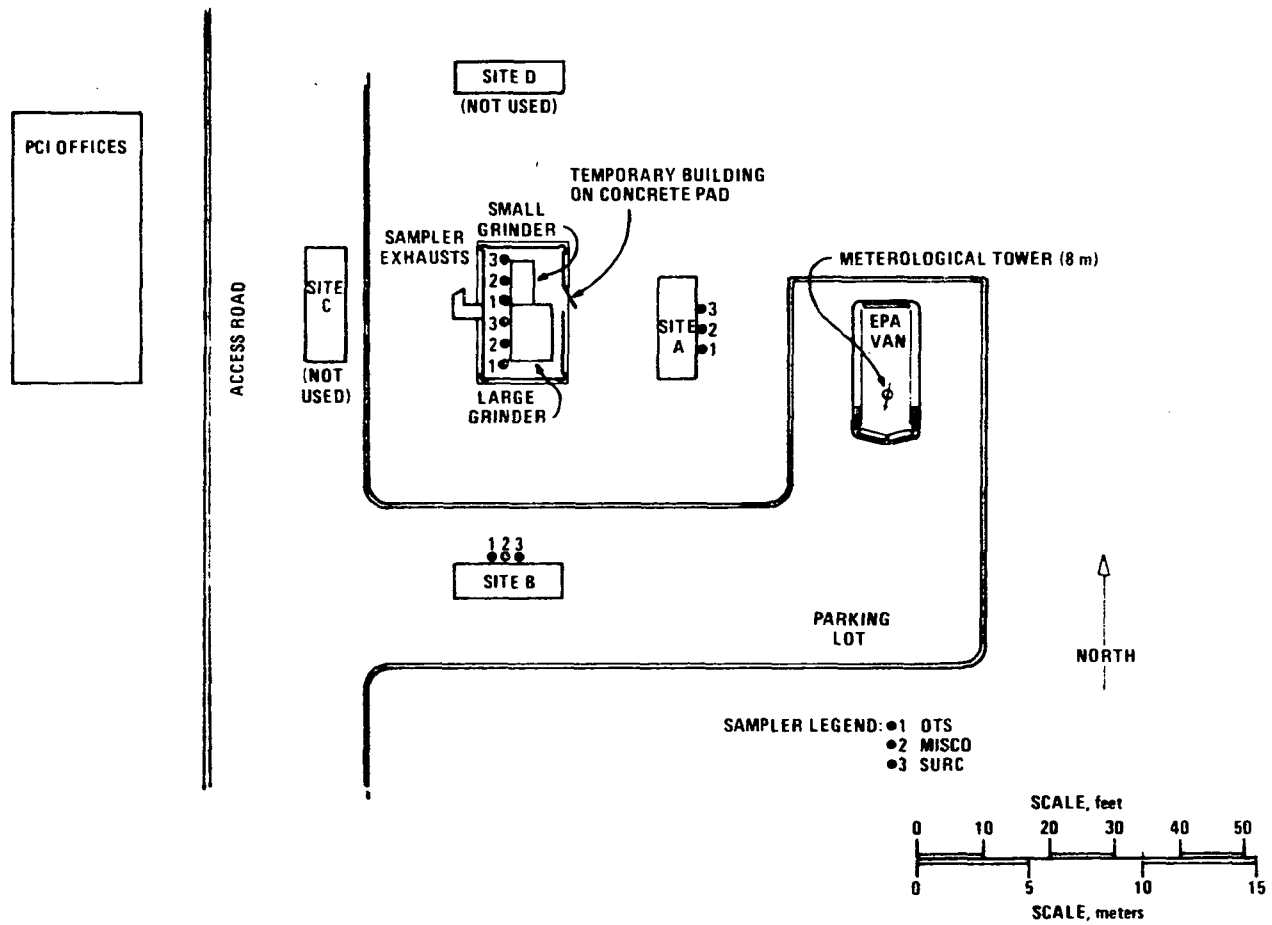 SITE D
(NOT USED)
PCI OFFICES
TEMPORARY BUILDING
ON CONCRETE PAD
SMALL
GRINDER
SAMPLER
EXHAUSTS
3
2
1
3
2
1
LARGE
GRINDER
SITE
C
(NOT
USED)
ACCESS ROAD
SITE
A
3
2
1
METEROLOGICAL TOWER (8 m)
EPA
VAN
1 2 3
SITE B
PARKING
LOT
NORTH
SAMPLER LEGEND: 1 OTS
2 MISCO
3 SURC
SCALE, feet
0 10 20 30 40 50
0 5 10 15
SCALE, meters